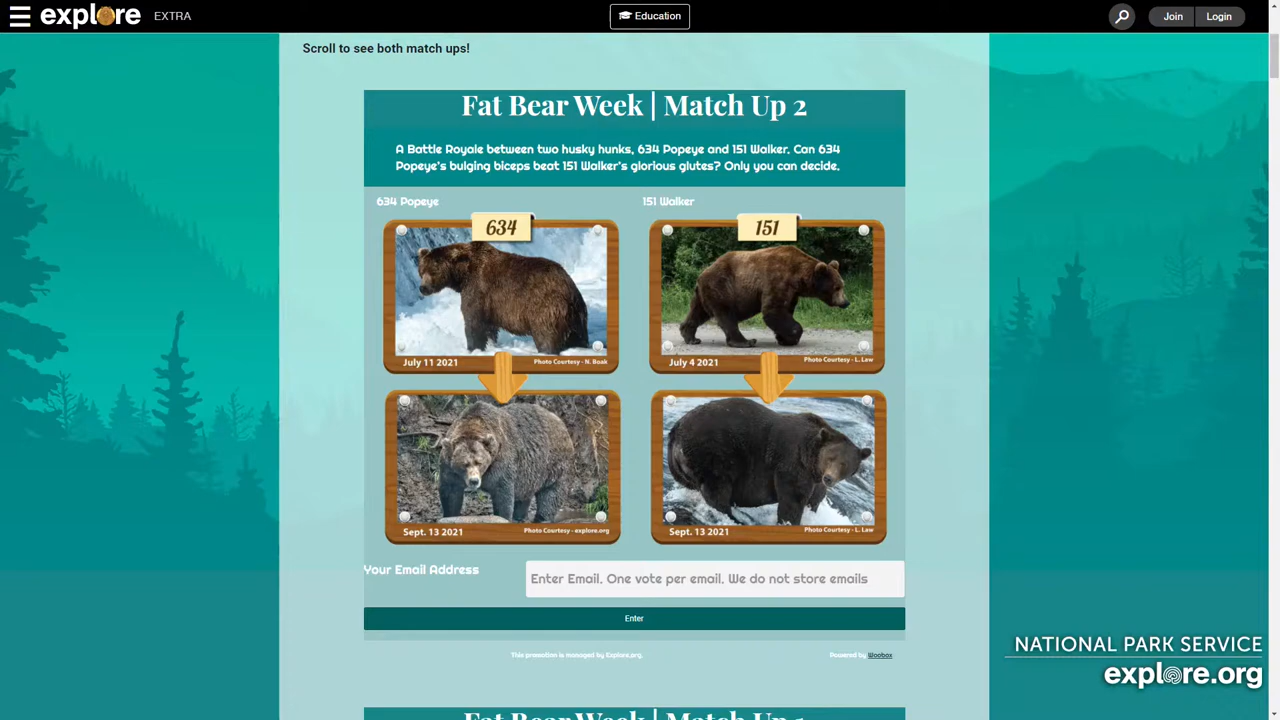 explore EXTRA Education Join Login
Scroll to see both match ups!
Fat Bear Week | Match Up 2
A Battle Royale between two husky hunks, 634 Popeye and 151 Walker. Can 634
Popeye's bulging biceps beat 151 Walker's glorious glutes? Only you can decide.
634 Popeye 151 Walker
634 151
July 11 2021 Photo Courtesy - N. Boak July 4 2021 Photo Courtesy - L. Law
Sept. 13 2021 Photo Courtesy - explore.org Sept. 13 2021 Photo Courtesy - L. Law
Your Email Address Enter Email. One vote per email. We do not store emails
Enter
This promotion is managed by Explore.org. Powered by Woobox
NATIONAL PARK SERVICE
explore.org
Fat Bear Week | Match Up 1